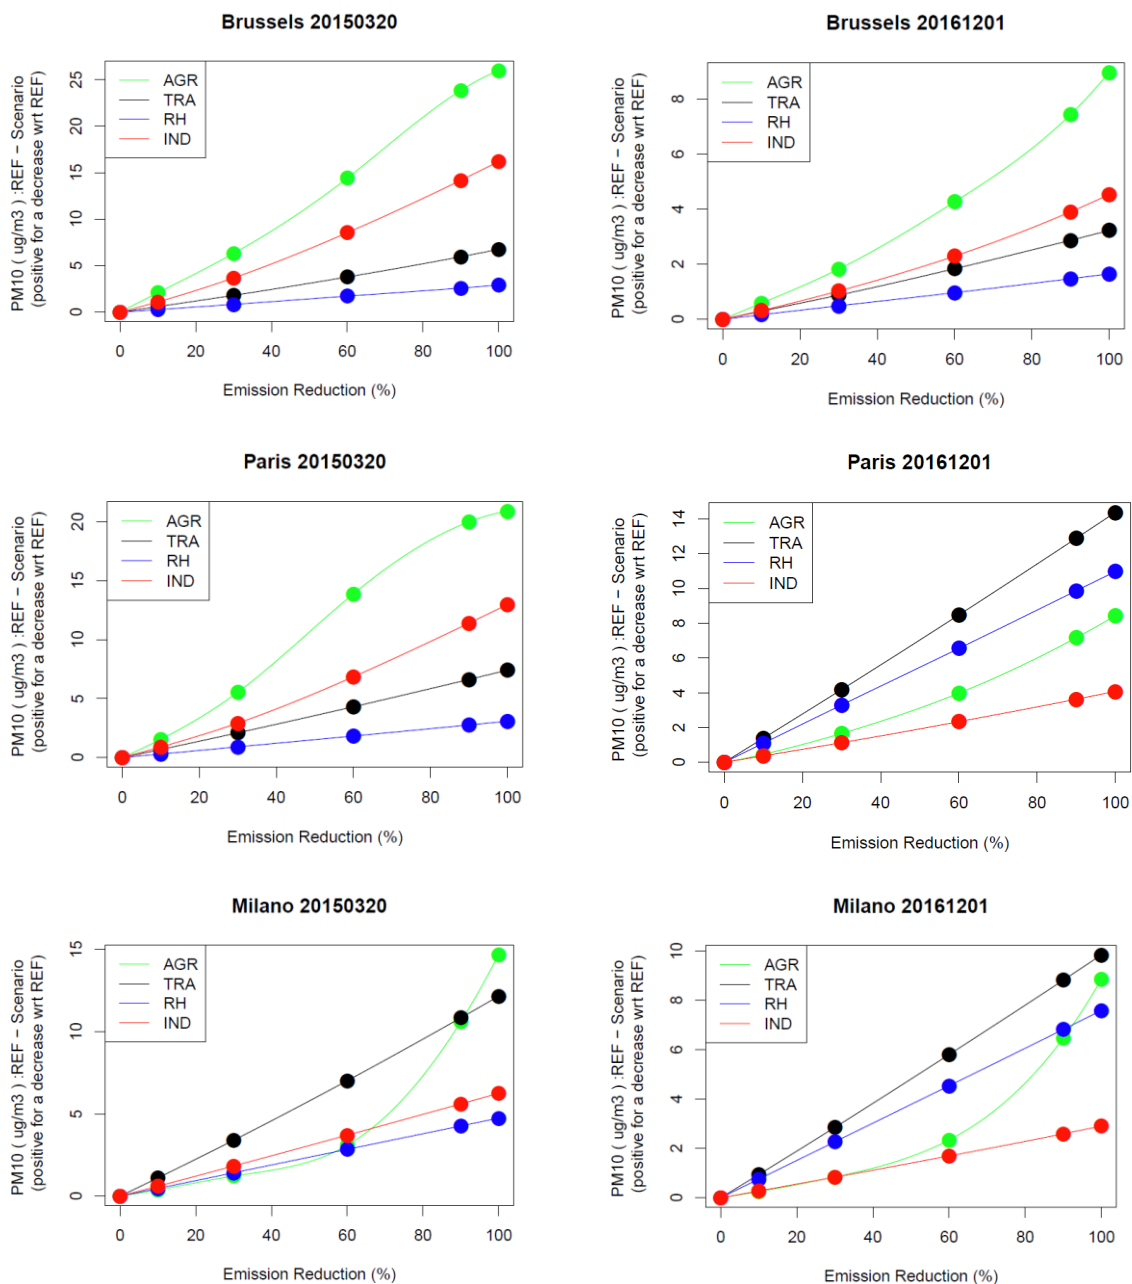 Brussels 20150320
PM10 ( ug/m3 ) :REF − Scenario
(positive for a decrease wrt REF)
25
20
15
10
5
0
AGR
TRA
RH
IND
0 20 40 60 80 100
Emission Reduction (%)
Brussels 20161201
PM10 ( ug/m3 ) :REF − Scenario
(positive for a decrease wrt REF)
8
6
4
2
0
AGR
TRA
RH
IND
0 20 40 60 80 100
Emission Reduction (%)
Paris 20150320
PM10 ( ug/m3 ) :REF − Scenario
(positive for a decrease wrt REF)
20
15
10
5
0
AGR
TRA
RH
IND
0 20 40 60 80 100
Emission Reduction (%)
Paris 20161201
PM10 ( ug/m3 ) :REF − Scenario
(positive for a decrease wrt REF)
14
12
10
8
6
4
2
0
AGR
TRA
RH
IND
0 20 40 60 80 100
Emission Reduction (%)
Milano 20150320
PM10 ( ug/m3 ) :REF − Scenario
(positive for a decrease wrt REF)
15
10
5
0
AGR
TRA
RH
IND
0 20 40 60 80 100
Emission Reduction (%)
Milano 20161201
PM10 ( ug/m3 ) :REF − Scenario
(positive for a decrease wrt REF)
10
8
6
4
2
0
AGR
TRA
RH
IND
0 20 40 60 80 100
Emission Reduction (%)